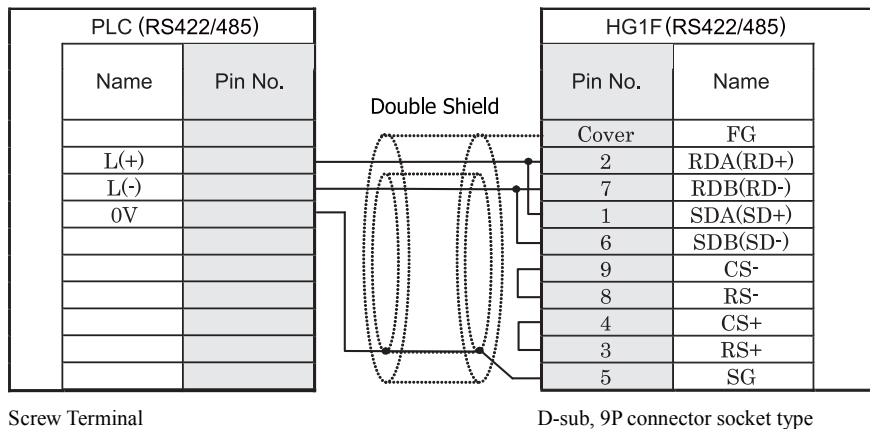 PLC (RS422/485)
HG1F (RS422/485)
Name Pin No.
Pin No. Name
Double Shield
Cover FG
L(+) 2 RDA(RD+)
L(-) 7 RDB(RD-)
0V 1 SDA(SD+)
6 SDB(SD-)
9 CS-
8 RS-
4 CS+
3 RS+
5 SG
Screw Terminal
D-sub, 9P connector socket type